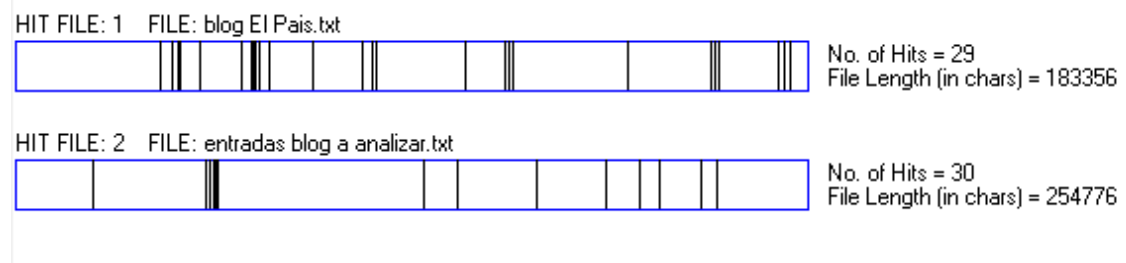 HIT FILE: 1 FILE: blog El Pais.txt
No. of Hits = 29
File Length (in chars) = 183356
HIT FILE: 2 FILE: entradas blog a analizar.txt
No. of Hits = 30
File Length (in chars) = 254776